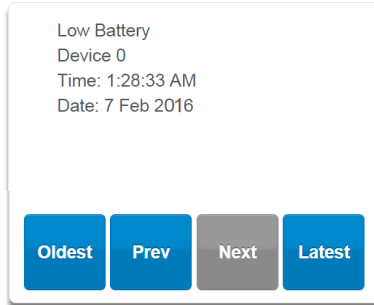 Low Battery
Device 0
Time: 1:28:33 AM
Date: 7 Feb 2016
Oldest Prev Next Latest